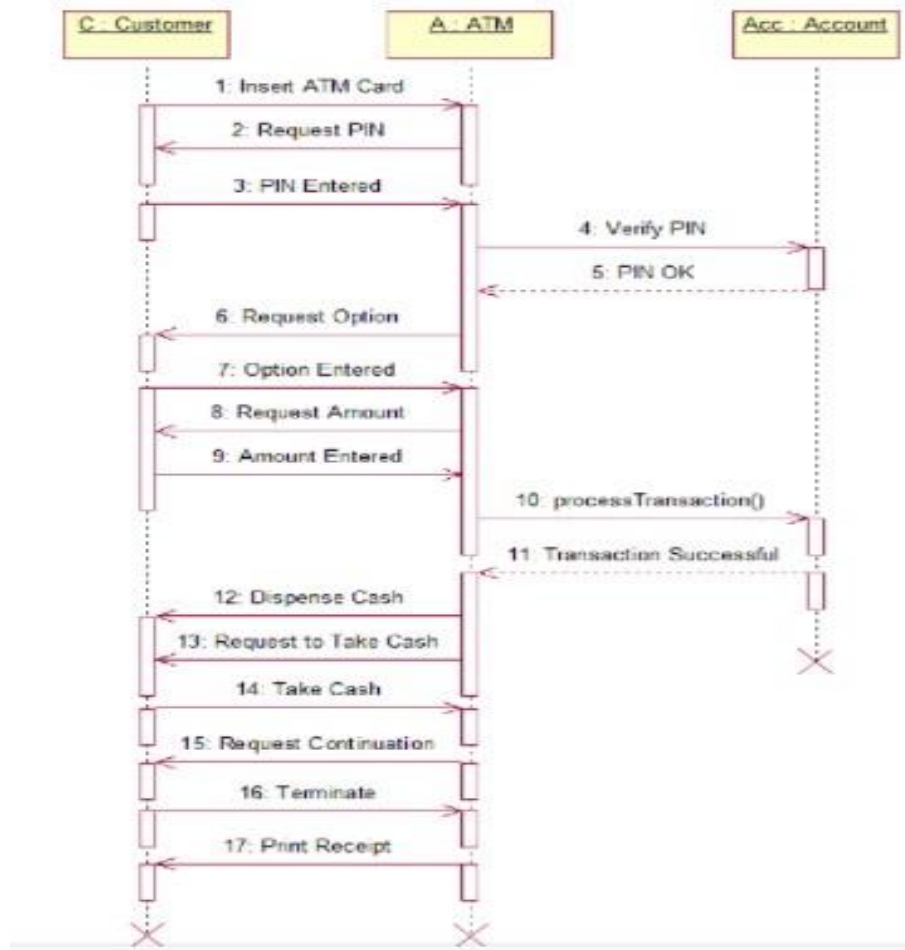 C : Customer
A : ATM
Acc : Account
1: Insert ATM Card
2: Request PIN
3: PIN Entered
4: Verify PIN
5: PIN OK
6: Request Option
7: Option Entered
8: Request Amount
9: Amount Entered
10: processTransaction()
11: Transaction Successful
12: Dispense Cash
13: Request to Take Cash
14: Take Cash
15: Request Continuation
16: Terminate
17: Print Receipt